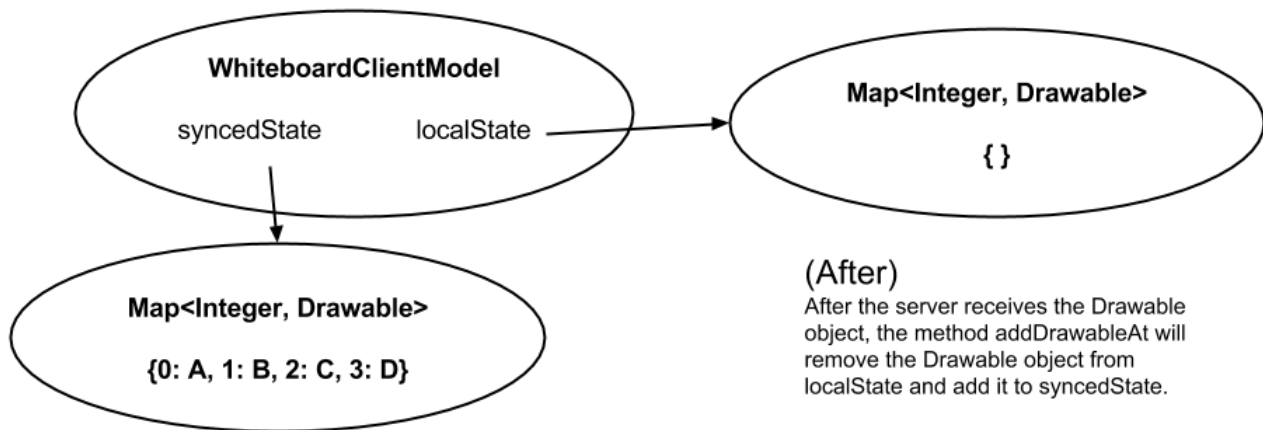 WhiteboardClientModel
syncedState localState
Map<Integer, Drawable>
{ }
Map<Integer, Drawable>
{0: A, 1: B, 2: C, 3: D}
(After)
After the server receives the Drawable
object, the method addDrawableAt will
remove the Drawable object from
localState and add it to syncedState.